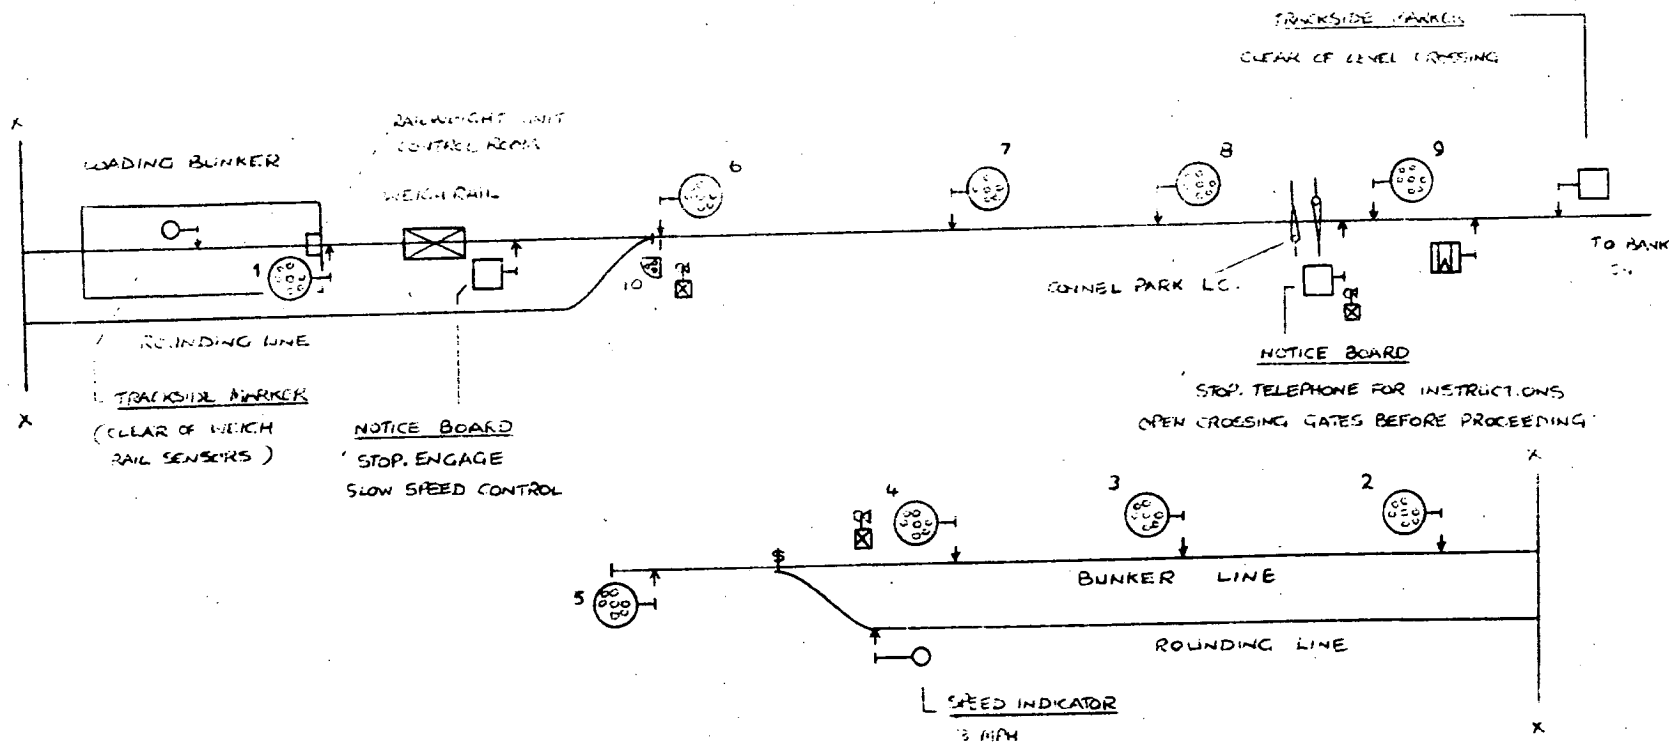 TRACKSIDE MARKER
CLEAR OF LEVEL CROSSING
X
RAILWEIGHT UNIT
CONTROL ROOM
LOADING BUNKER
WEIGH RAIL
6
7
8
9
1
10
TO BANK
CONNEL PARK L.C.
ROUNDING LINE
TRACKSIDE MARKER
(CLEAR OF WEIGH
RAIL SENSORS)
X
NOTICE BOARD
'STOP. ENGAGE
SLOW SPEED CONTROL
NOTICE BOARD
'STOP. TELEPHONE FOR INSTRUCTIONS
OPEN CROSSING GATES BEFORE PROCEEDING'
X
4
3
2
$
5
BUNKER LINE
ROUNDING LINE
SPEED INDICATOR
3 MPH
X